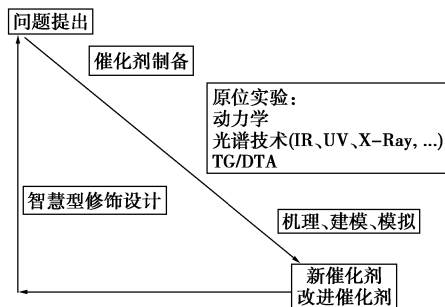 问题提出
催化剂制备
原位实验：
动力学
光谱技术(IR、UV、X-Ray, ...)
TG/DTA
智慧型修饰设计
机理、建模、模拟
新催化剂
改进催化剂